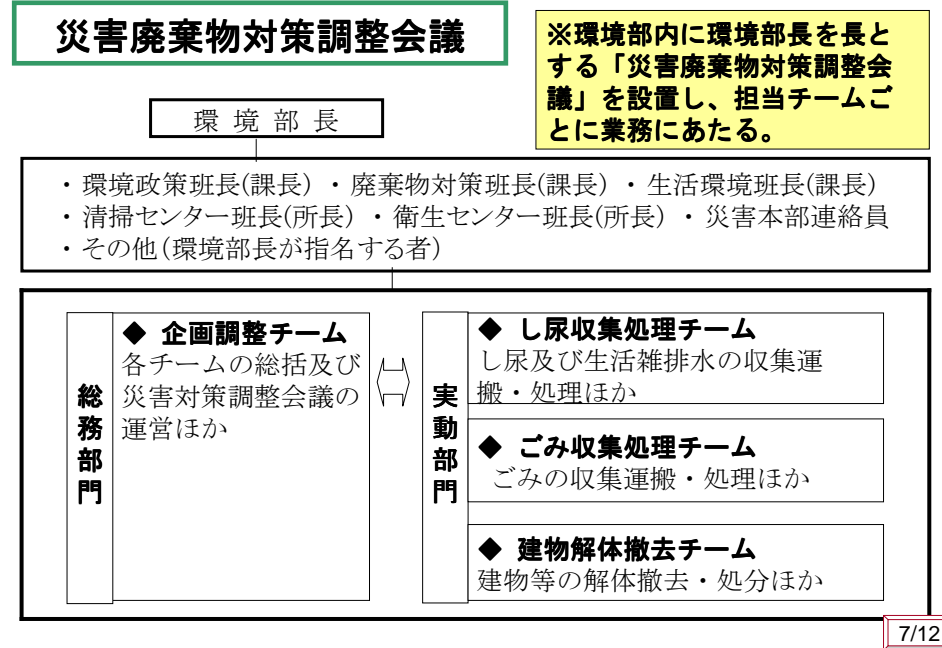 災害廃棄物対策調整会議
※環境部内に環境部長を長と
する「災害廃棄物対策調整会
議」を設置し、担当チームご
とに業務にあたる。
環 境 部 長
・環境政策班長(課長) ・廃棄物対策班長(課長) ・生活環境班長(課長)
・清掃センター班長(所長) ・衛生センター班長(所長) ・災害本部連絡員
・その他(環境部長が指名する者)
総務部門
◆ 企画調整チーム
各チームの総括及び
災害対策調整会議の
運営ほか
実動部門
◆ し尿収集処理チーム
し尿及び生活雑排水の収集運
搬・処理ほか
◆ ごみ収集処理チーム
ごみの収集運搬・処理ほか
◆ 建物解体撤去チーム
建物等の解体撤去・処分ほか
7/12